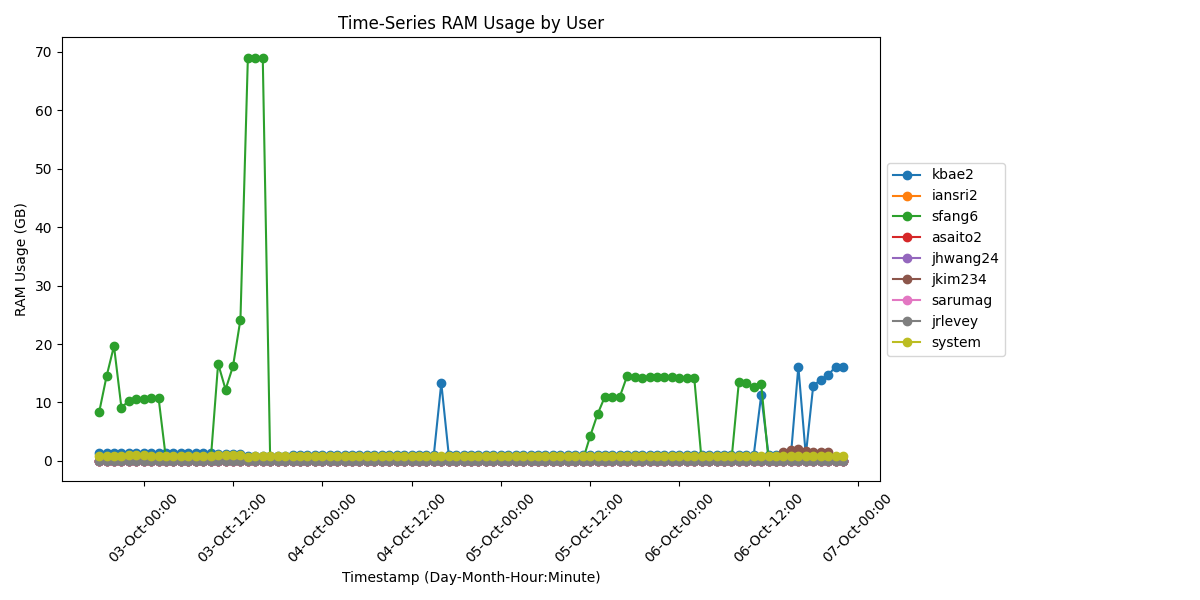 Time-Series RAM Usage by User
70
60
50
40
30
20
10
0
RAM Usage (GB)
03-Oct-00:00
03-Oct-12:00
04-Oct-00:00
04-Oct-12:00
05-Oct-00:00
05-Oct-12:00
06-Oct-00:00
06-Oct-12:00
07-Oct-00:00
Timestamp (Day-Month-Hour:Minute)
kbae2
iansri2
sfang6
asaito2
jhwang24
jkim234
sarumag
jrlevey
system